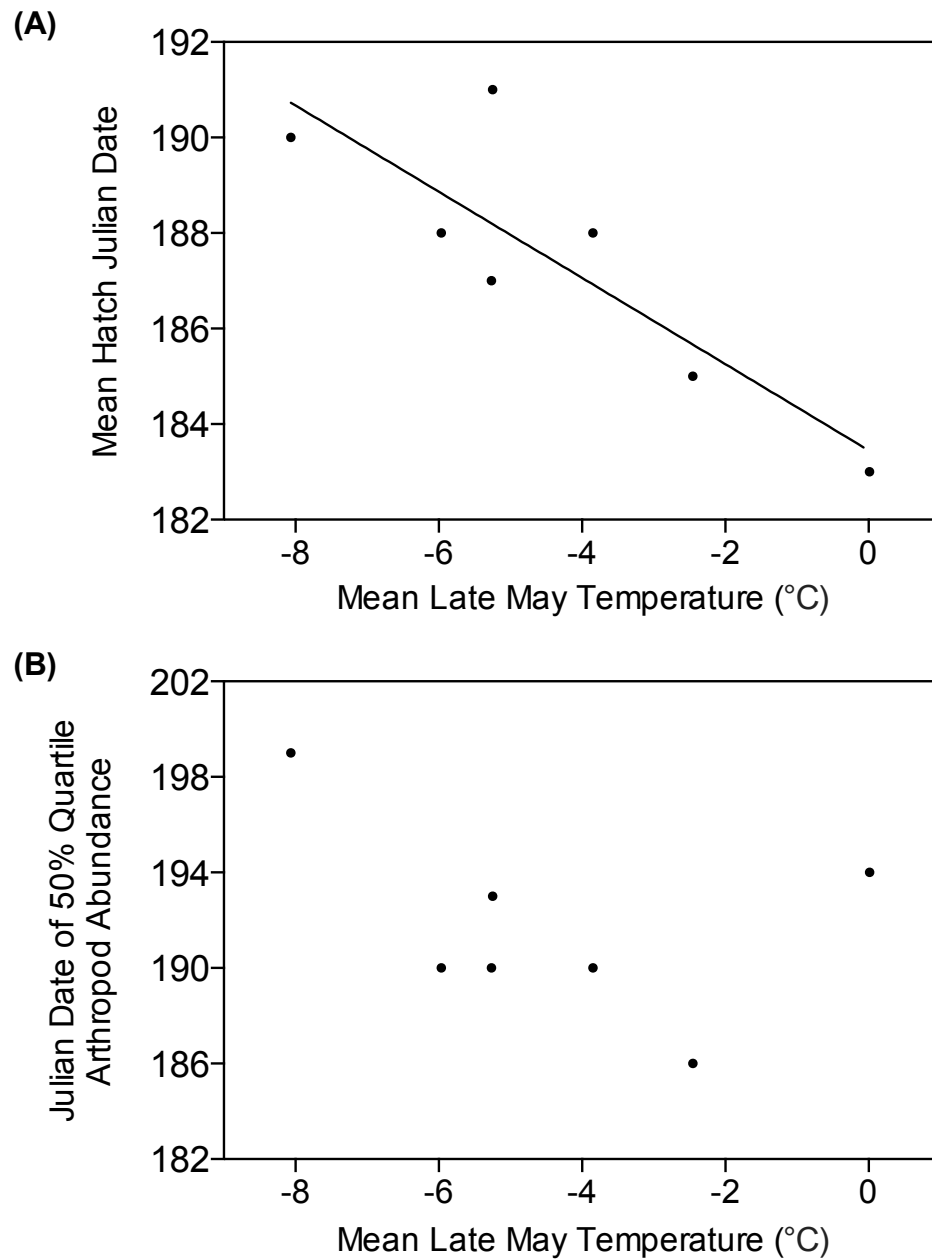 (A)
Mean Hatch Julian Date
192
190
188
186
184
182
-8 -6 -4 -2 0
Mean Late May Temperature (°C)
(B)
Julian Date of 50% Quartile
Arthropod Abundance
202
198
194
190
186
182
-8 -6 -4 -2 0
Mean Late May Temperature (°C)